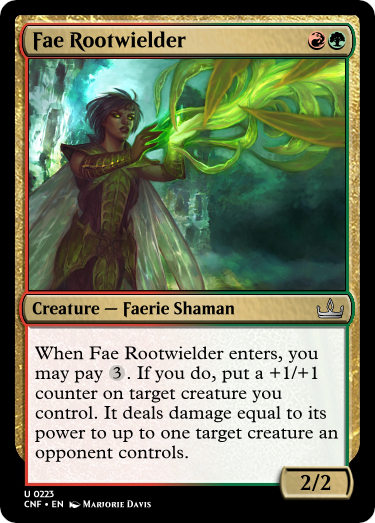 Fae Rootwielder
Creature — Faerie Shaman
When Fae Rootwielder enters, you
may pay 3. If you do, put a +1/+1
counter on target creature you
control. It deals damage equal to its
power to up to one target creature an
opponent controls.
2/2
U 0223
CNF • EN Marjorie Davis